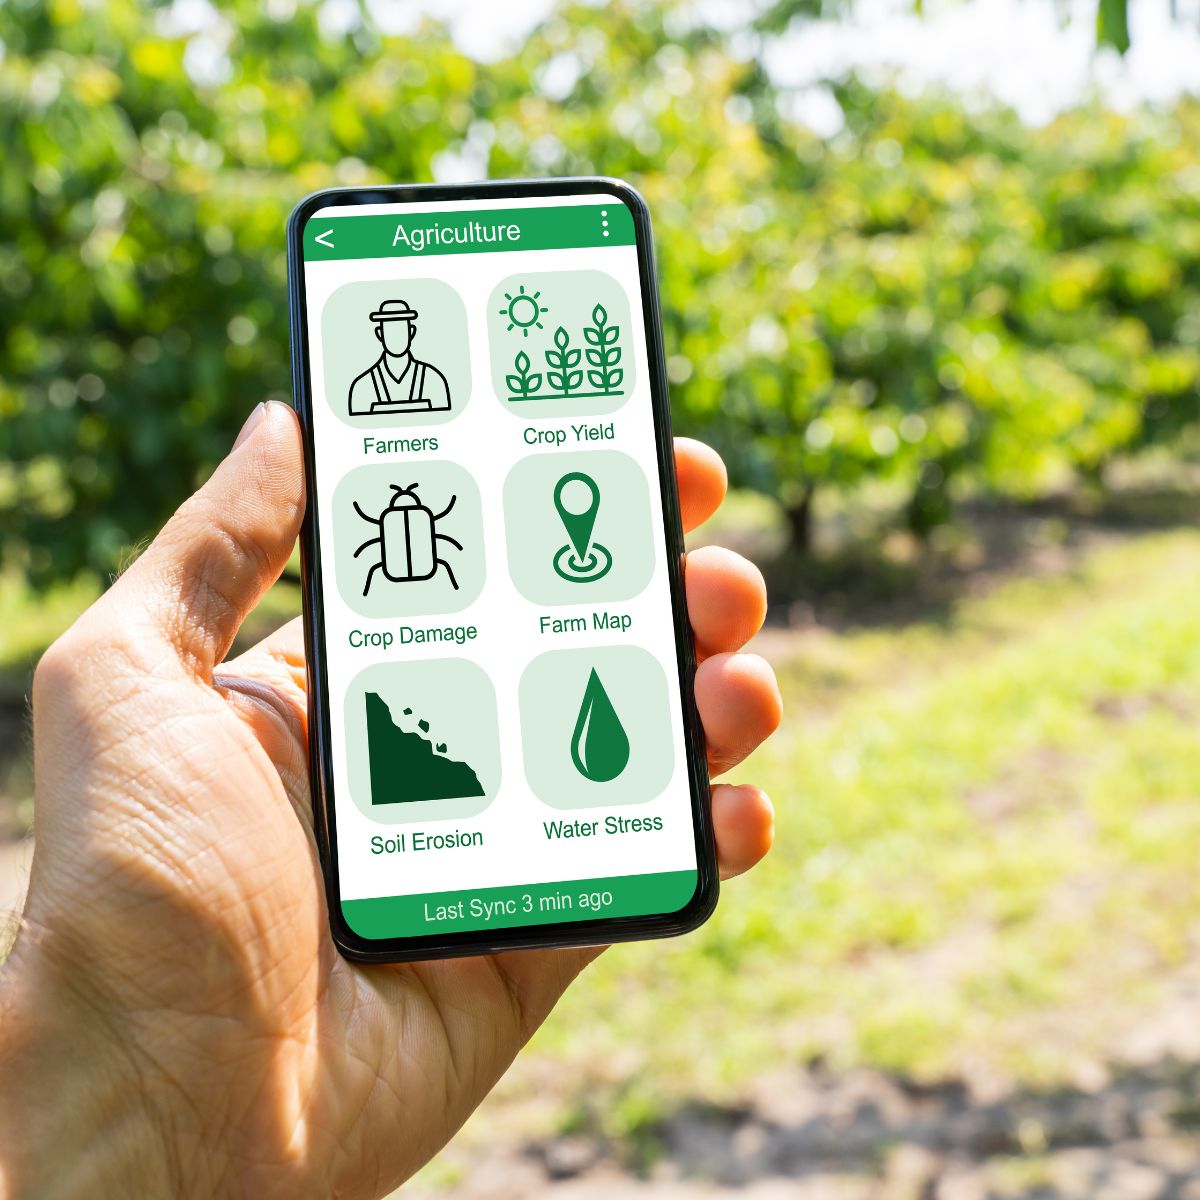 < Agriculture
Farmers
Crop Yield
Crop Damage
Farm Map
Soil Erosion
Water Stress
Last Sync 3 min ago